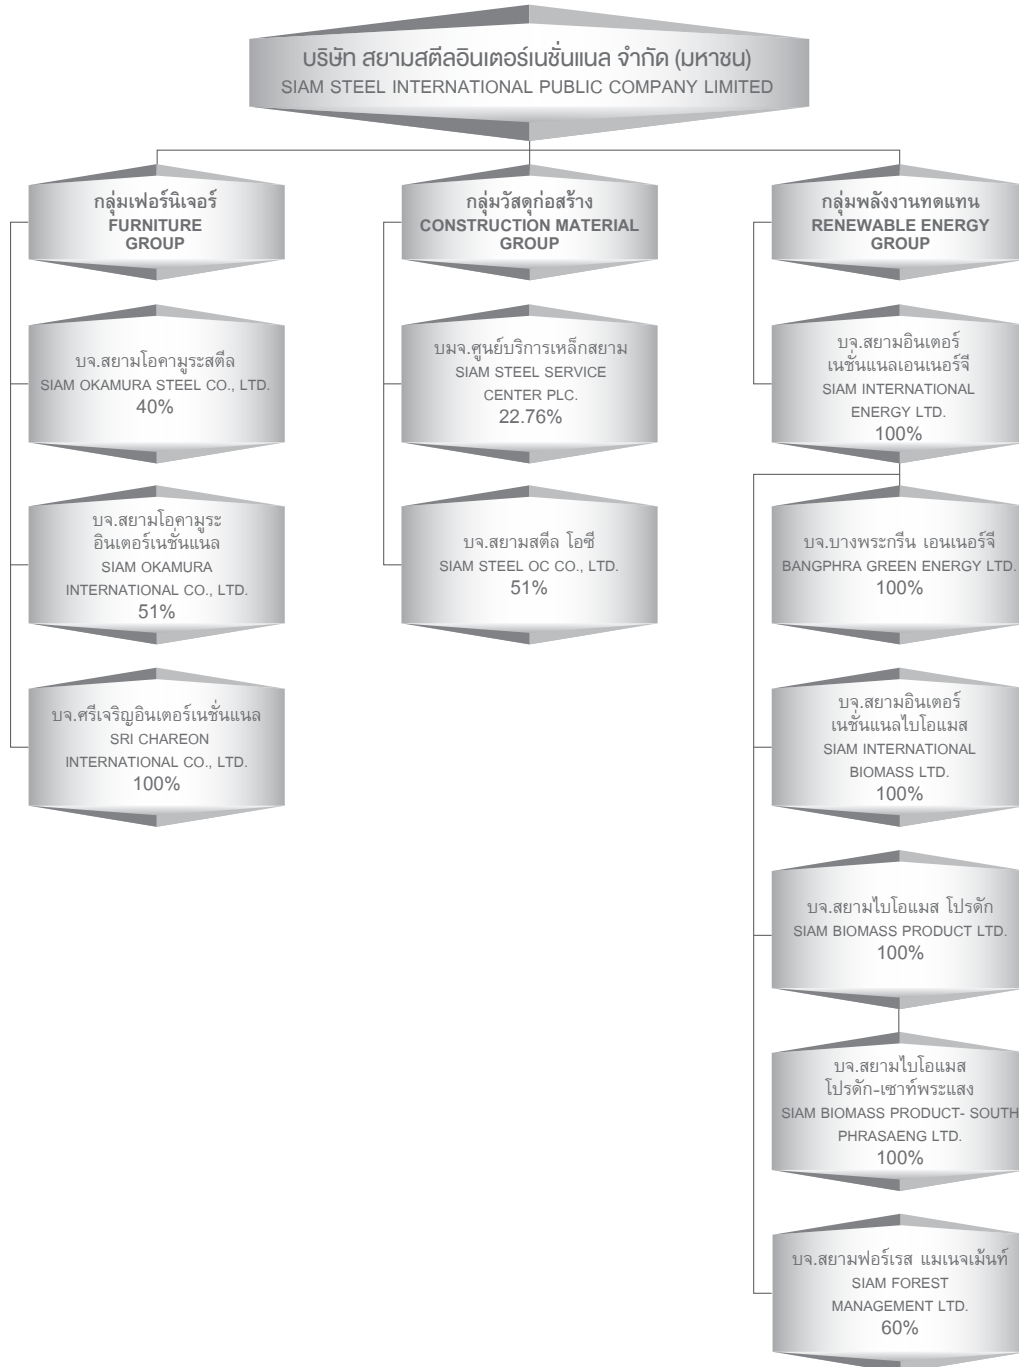 บริษัท สยามสตีลอินเตอร์เนชั่นแนล จำกัด (มหาชน)
SIAM STEEL INTERNATIONAL PUBLIC COMPANY LIMITED
กลุ่มเฟอร์นิเจอร์
FURNITURE
GROUP
บจ.สยามโอคามูระสตีล
SIAM OKAMURA STEEL CO., LTD.
40%
บจ.สยามโอคามูระ
อินเตอร์เนชั่นแนล
SIAM OKAMURA
INTERNATIONAL CO., LTD.
51%
บจ.ศรีเจริญอินเตอร์เนชั่นแนล
SRI CHAREON
INTERNATIONAL CO., LTD.
100%
กลุ่มวัสดุก่อสร้าง
CONSTRUCTION MATERIAL
GROUP
บมจ.ศูนย์บริการเหล็กสยาม
SIAM STEEL SERVICE
CENTER PLC.
22.76%
บจ.สยามสตีล โอซี
SIAM STEEL OC CO., LTD.
51%
กลุ่มพลังงานทดแทน
RENEWABLE ENERGY
GROUP
บจ.สยามอินเตอร์
เนชั่นแนลเอนเนอร์จี
SIAM INTERNATIONAL
ENERGY LTD.
100%
บจ.บางพระกรีน เอนเนอร์จี
BANGPHRA GREEN ENERGY LTD.
100%
บจ.สยามอินเตอร์
เนชั่นแนลไบโอแมส
SIAM INTERNATIONAL
BIOMASS LTD.
100%
บจ.สยามไบโอแมส โปรดัก
SIAM BIOMASS PRODUCT LTD.
100%
บจ.สยามไบโอแมส
โปรดัก-เซาท์พระแสง
SIAM BIOMASS PRODUCT- SOUTH
PHRASAENG LTD.
100%
บจ.สยามฟอร์เรส แมเนจเม้นท์
SIAM FOREST
MANAGEMENT LTD.
60%